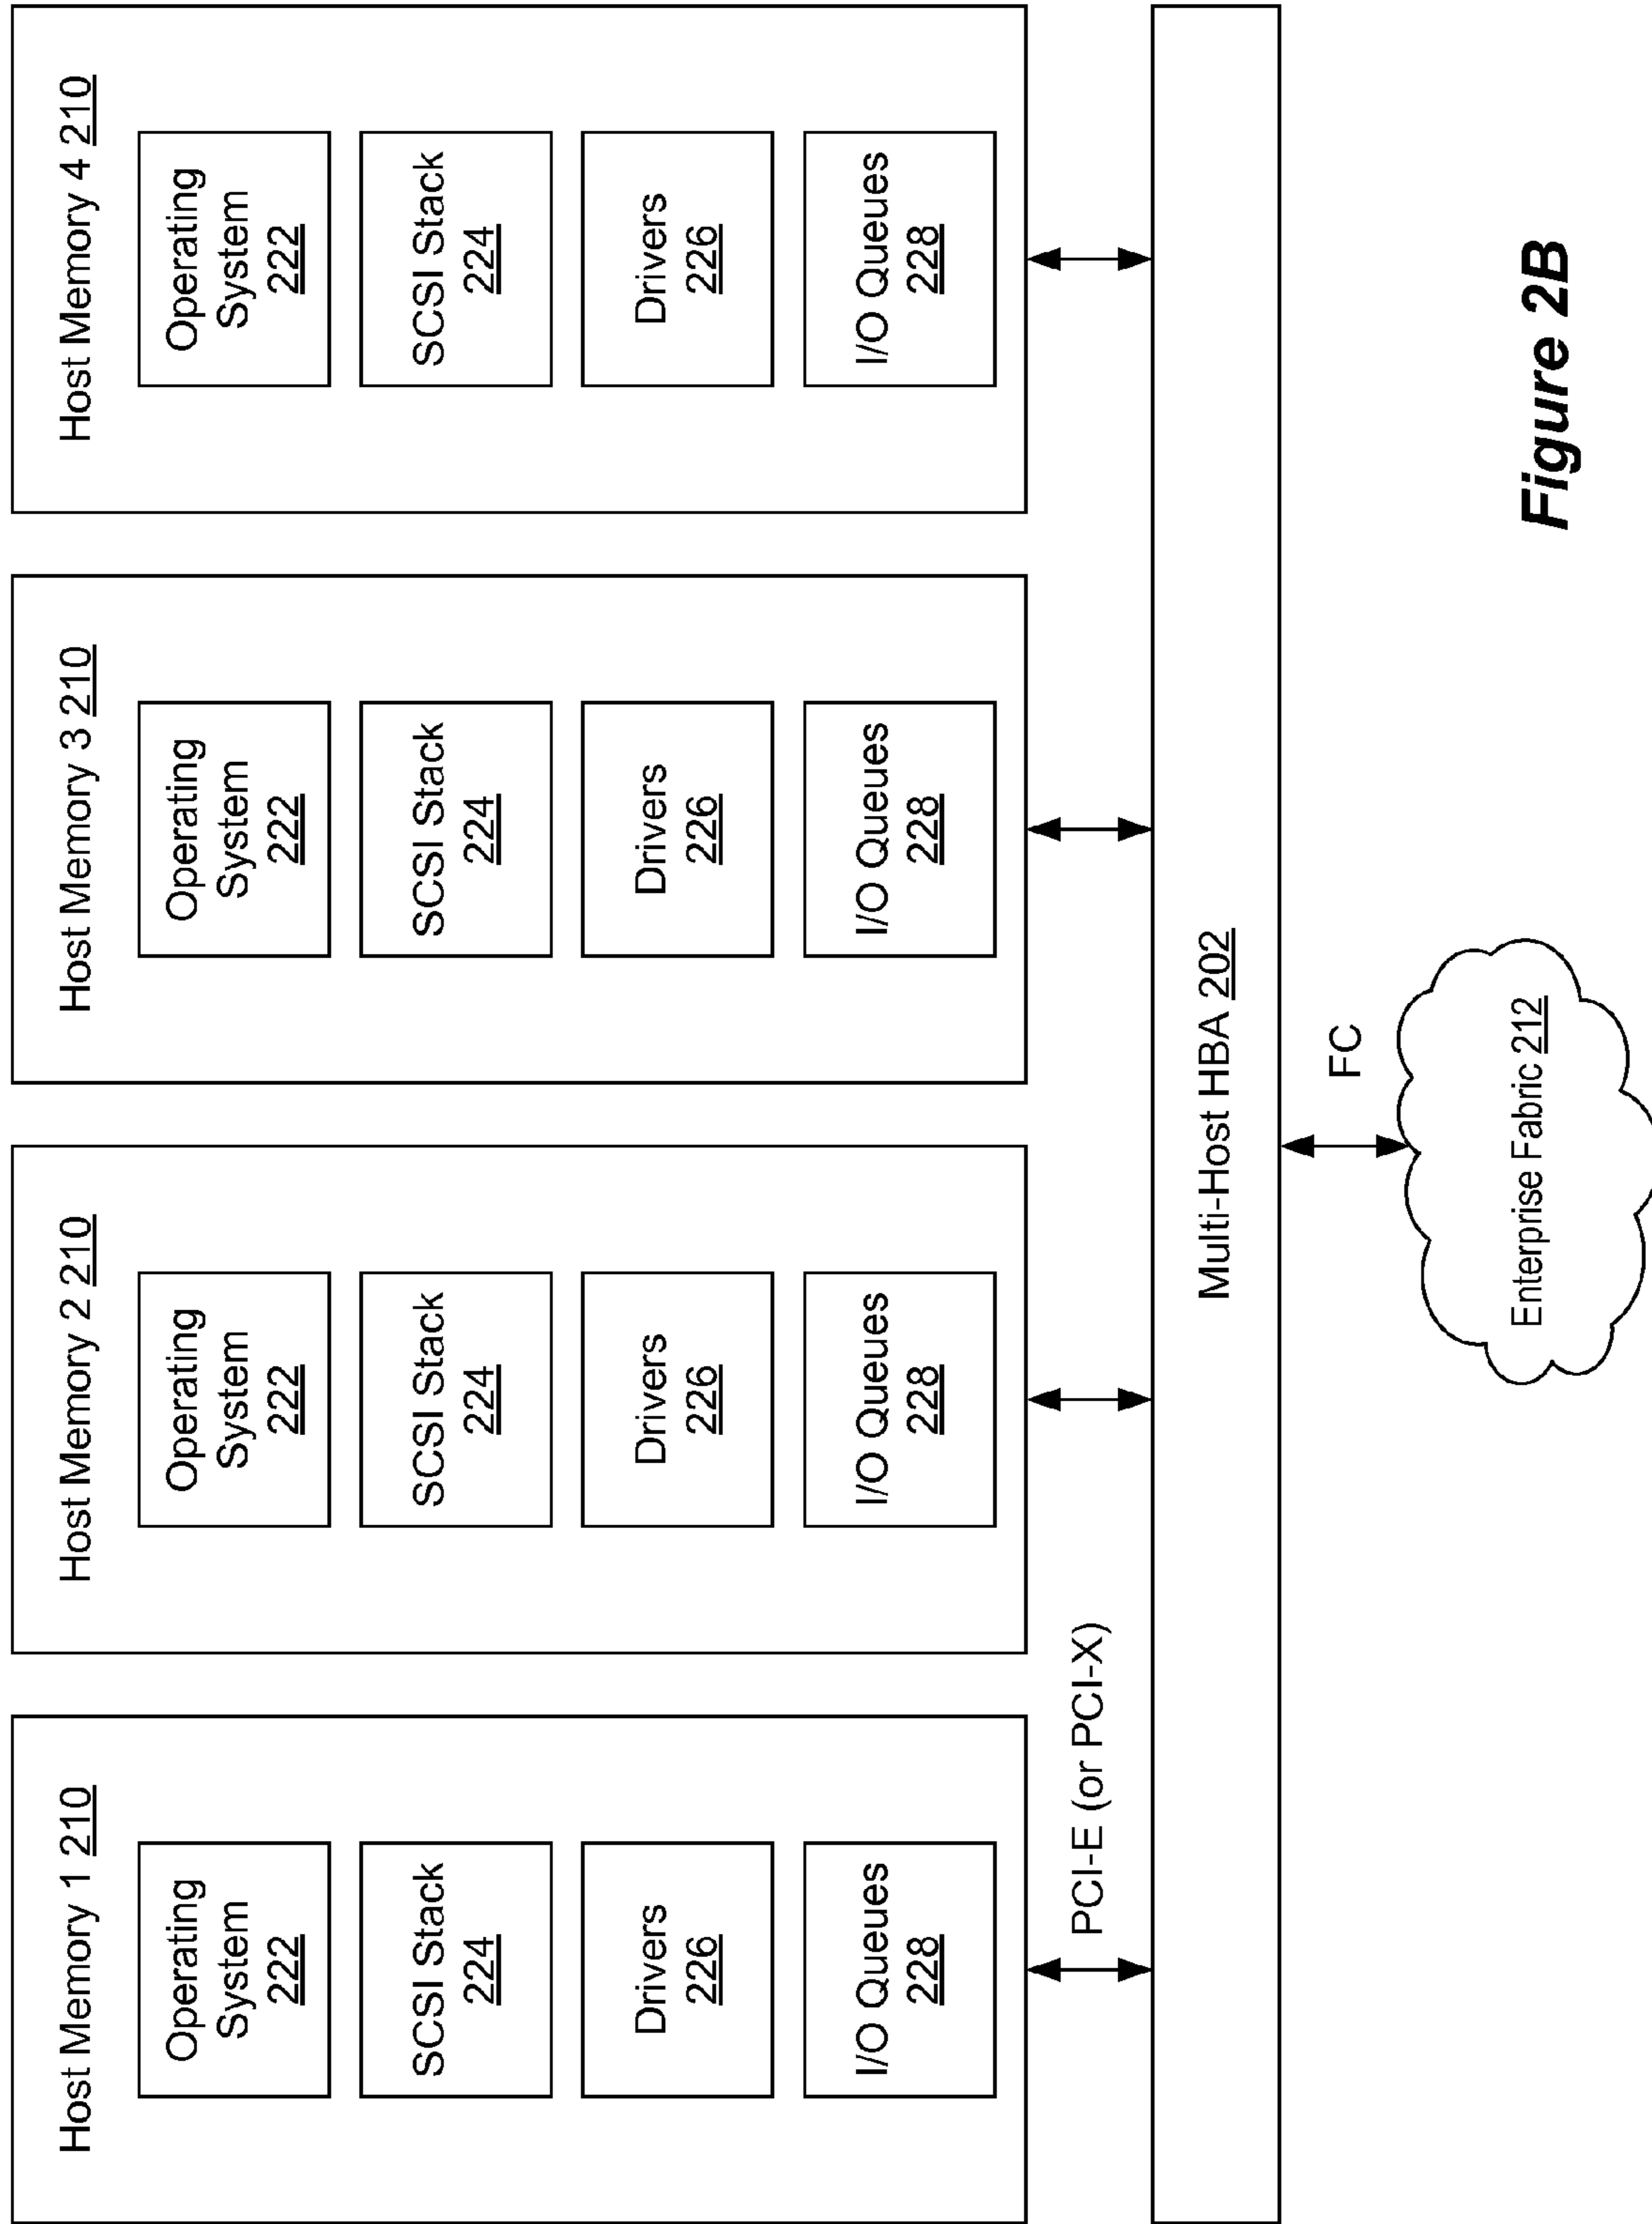 Host Memory 1 210
Operating
System
222
SCSI Stack
224
Drivers
226
I/O Queues
228
Host Memory 2 210
Operating
System
222
SCSI Stack
224
Drivers
226
I/O Queues
228
Host Memory 3 210
Operating
System
222
SCSI Stack
224
Drivers
226
I/O Queues
228
Host Memory 4 210
Operating
System
222
SCSI Stack
224
Drivers
226
I/O Queues
228
PCI-E (or PCI-X)
Multi-Host HBA 202
FC
Enterprise Fabric 212
Figure 2B